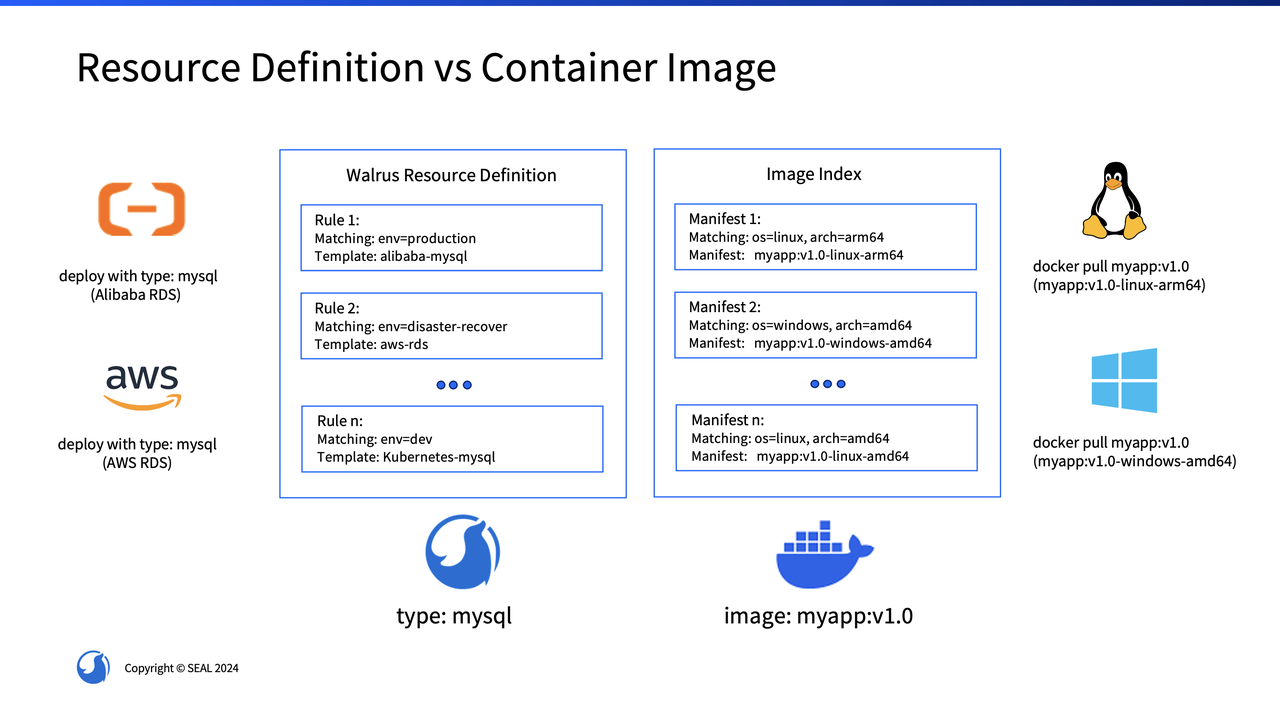 Resource Definition vs Container Image
deploy with type: mysql
(Alibaba RDS)
aws
deploy with type: mysql
(AWS RDS)
Walrus Resource Definition
Rule 1:
Matching: env=production
Template: alibaba-mysql
Rule 2:
Matching: env=disaster-recover
Template: aws-rds
Rule n:
Matching: env=dev
Template: Kubernetes-mysql
type: mysql
Image Index
Manifest 1:
Matching: os=linux, arch=arm64
Manifest: myapp:v1.0-linux-arm64
Manifest 2:
Matching: os=windows, arch=amd64
Manifest: myapp:v1.0-windows-amd64
Manifest n:
Matching: os=linux, arch=amd64
Manifest: myapp:v1.0-linux-amd64
image: myapp:v1.0
docker pull myapp:v1.0
(myapp:v1.0-linux-arm64)
docker pull myapp:v1.0
(myapp:v1.0-windows-amd64)
Copyright © SEAL 2024